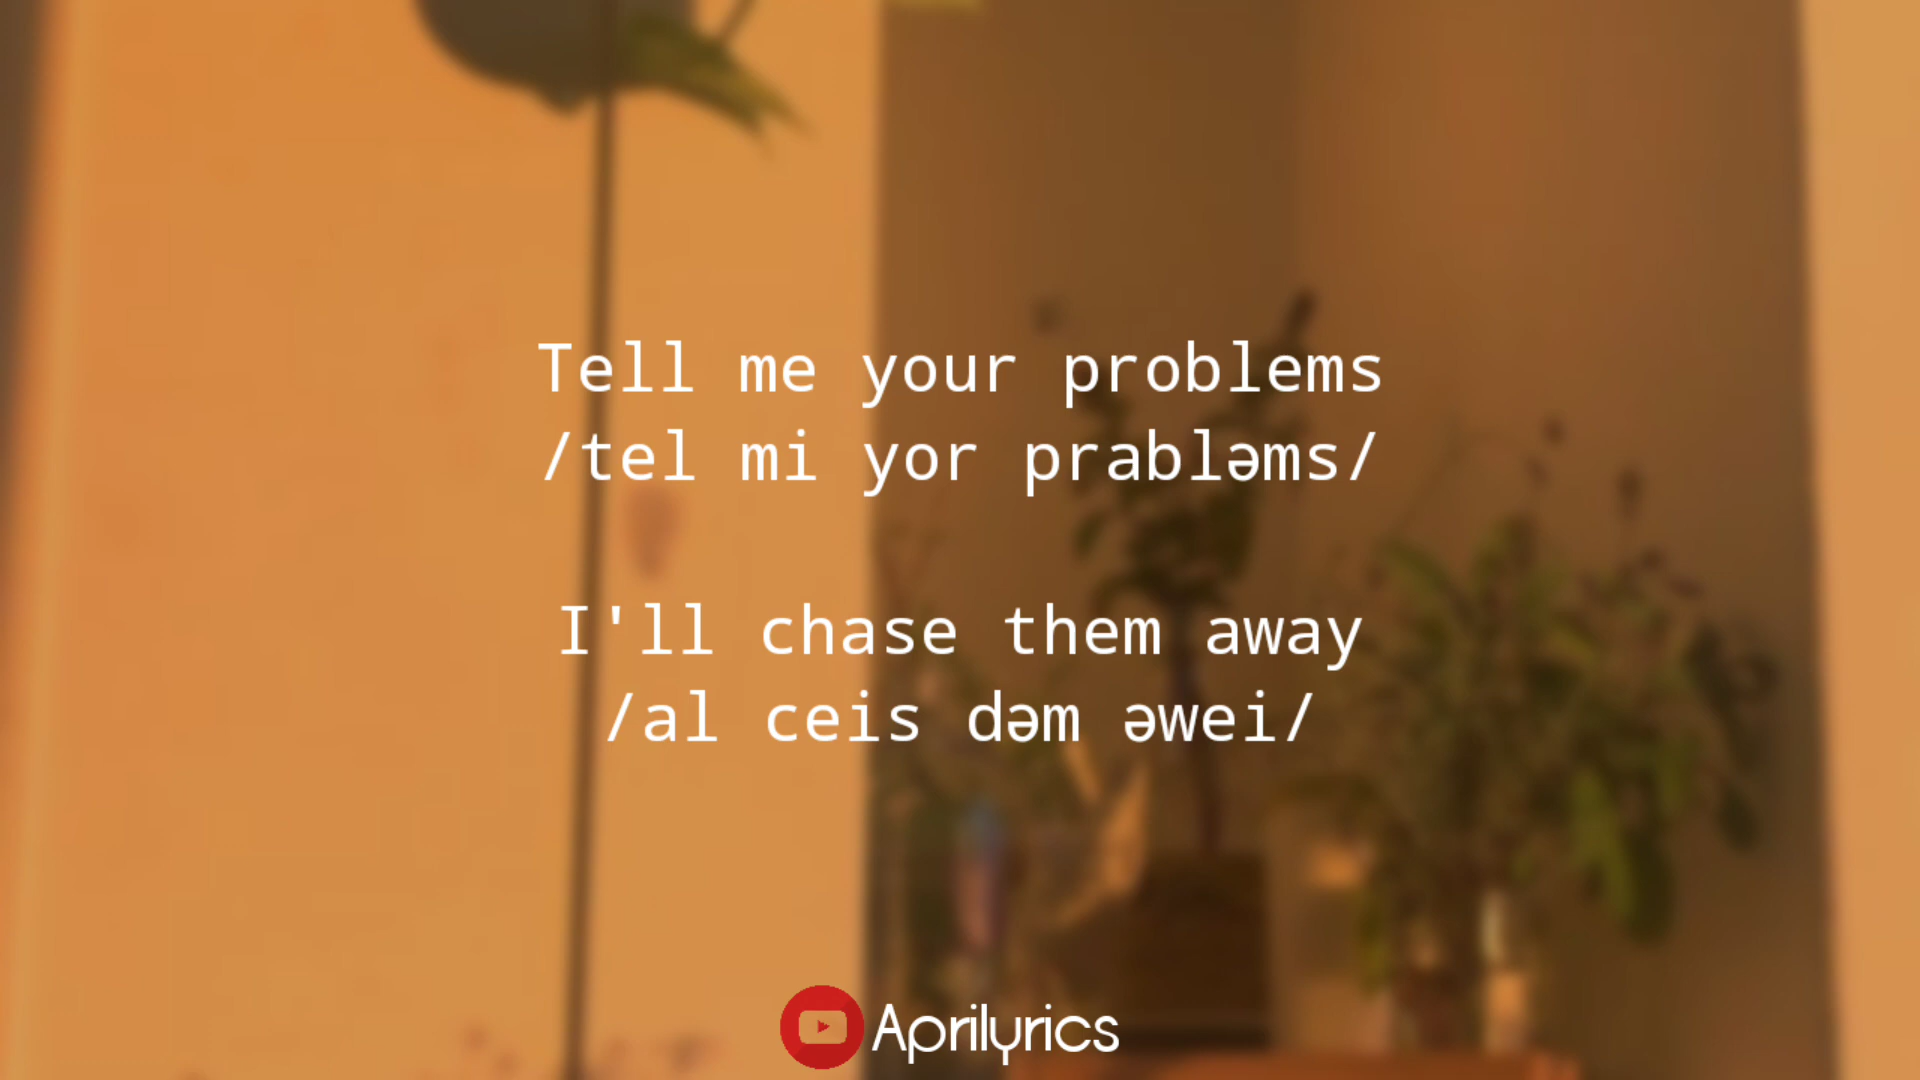 Tell me your problems
/tel mi yor prabləms/
I'll chase them away
/al ceis dəm əwei/
Aprilyrics